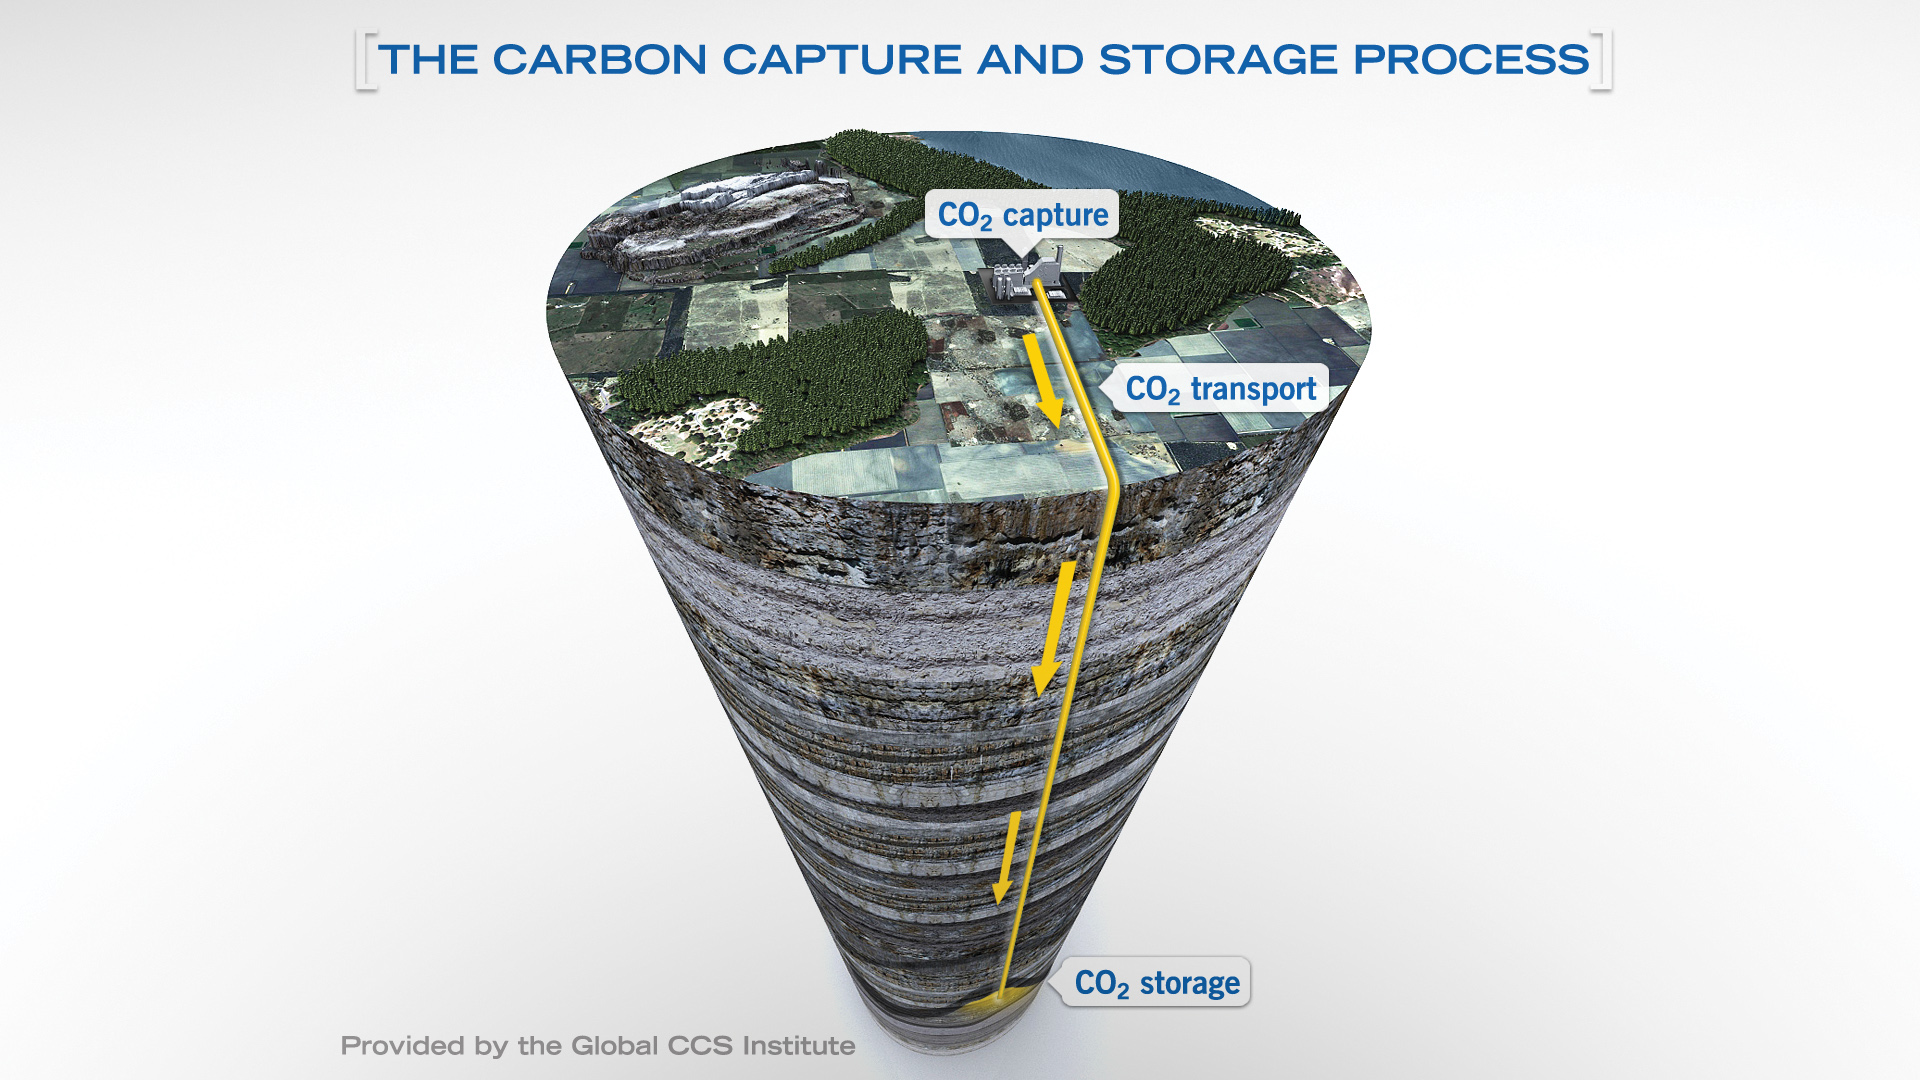 [THE CARBON CAPTURE AND STORAGE PROCESS]
CO₂ capture
CO₂ transport
CO₂ storage
Provided by the Global CCS Institute